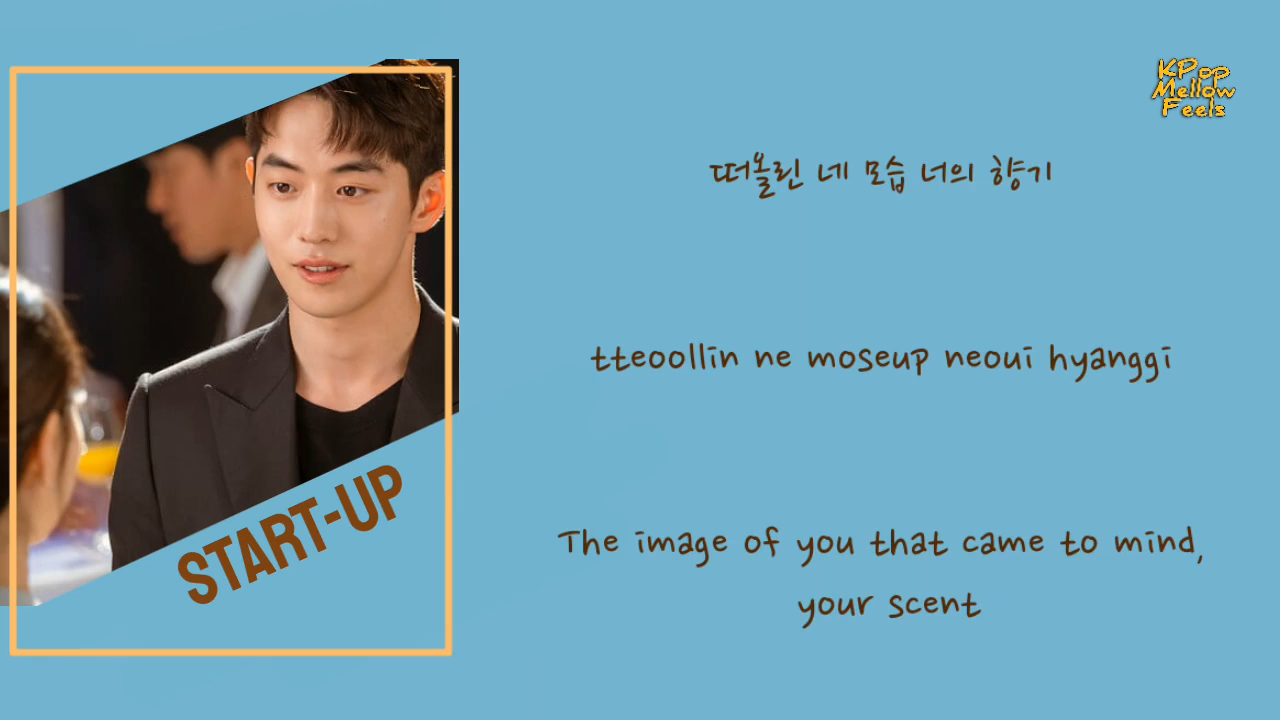 KPop
Mellow
Feels
떠올린 네 모습 너의 향기
tteoollin ne moseup neoui hyanggi
START-UP
The image of you that came to mind,
your scent